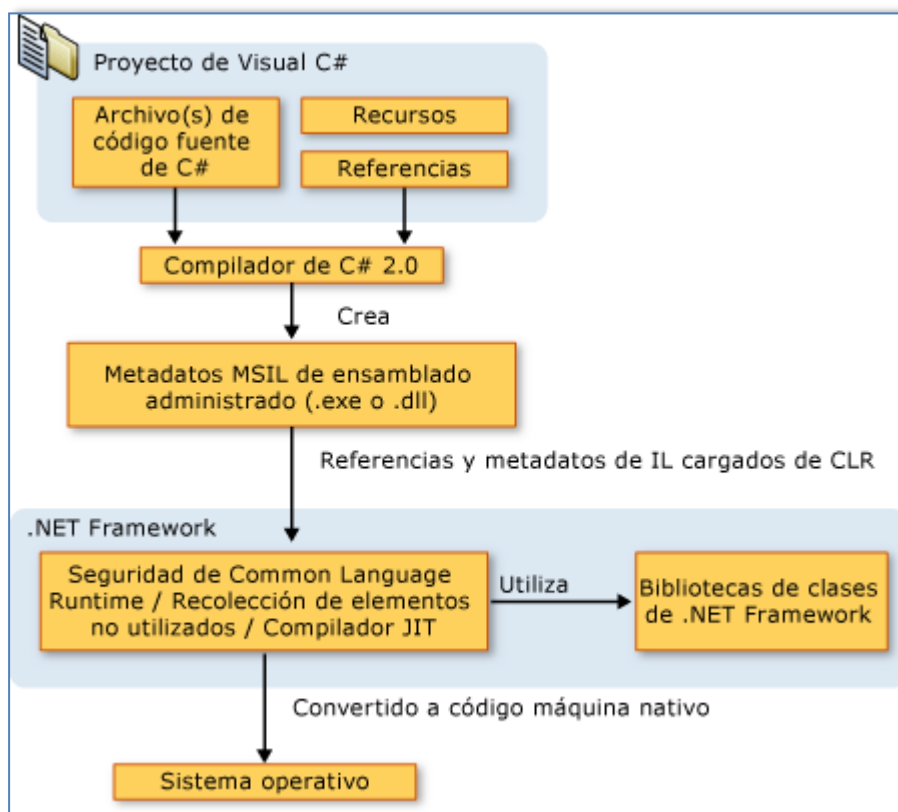 Proyecto de Visual C#
Archivo(s) de
código fuente
de C#
Recursos
Referencias
Compilador de C# 2.0
Crea
Metadatos MSIL de ensamblado
administrado (.exe o .dll)
Referencias y metadatos de IL cargados de CLR
.NET Framework
Seguridad de Common Language
Runtime / Recolección de elementos
no utilizados / Compilador JIT
Utiliza
Bibliotecas de clases
de .NET Framework
Convertido a código máquina nativo
Sistema operativo